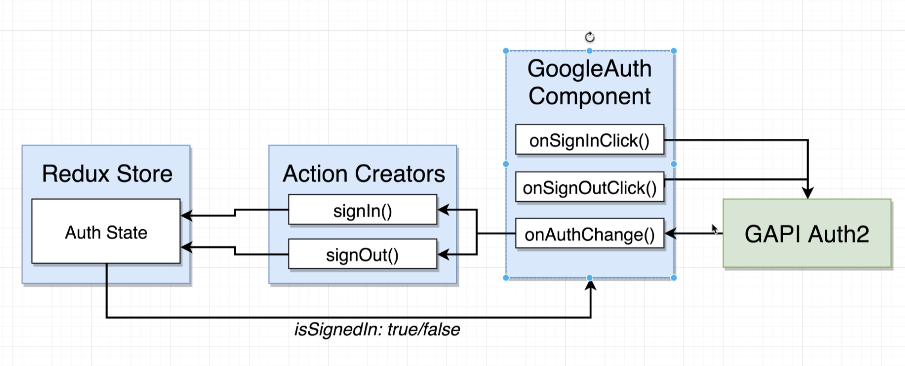 GoogleAuth
Component
onSignInClick()
onSignOutClick()
onAuthChange()
Redux Store
Auth State
Action Creators
signIn()
signOut()
GAPI Auth2
isSignedIn: true/false